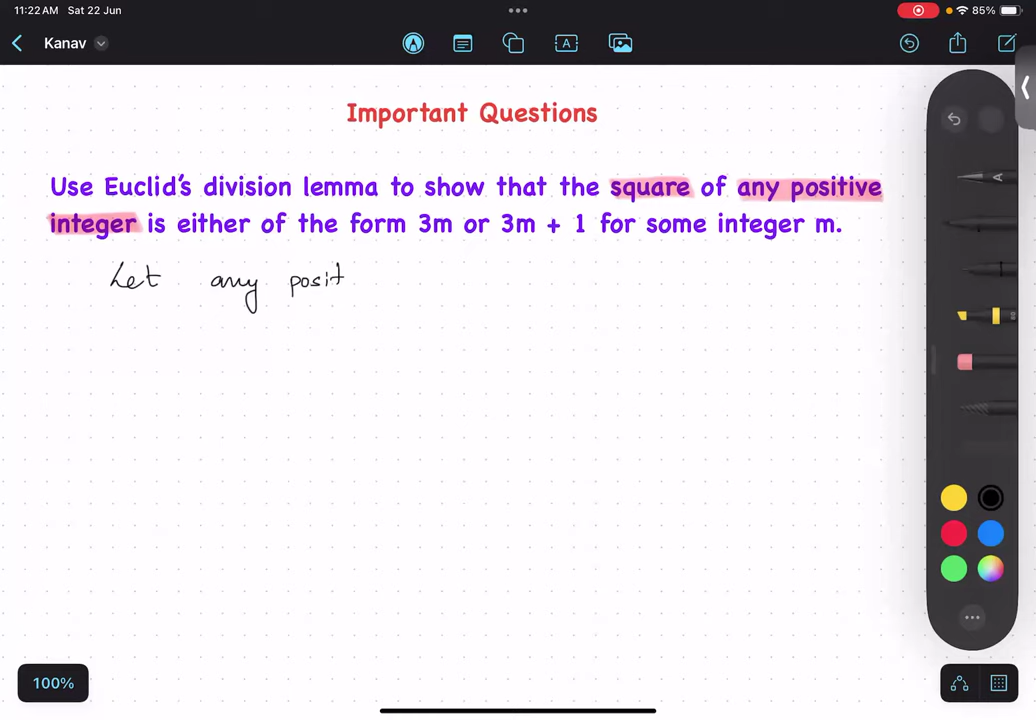 11:22 AM Sat 22 Jun
85%
Kanav
A
Important Questions
Use Euclid's division lemma to show that the square of any positive
integer is either of the form 3m or 3m + 1 for some integer m.
Let any posit
100%